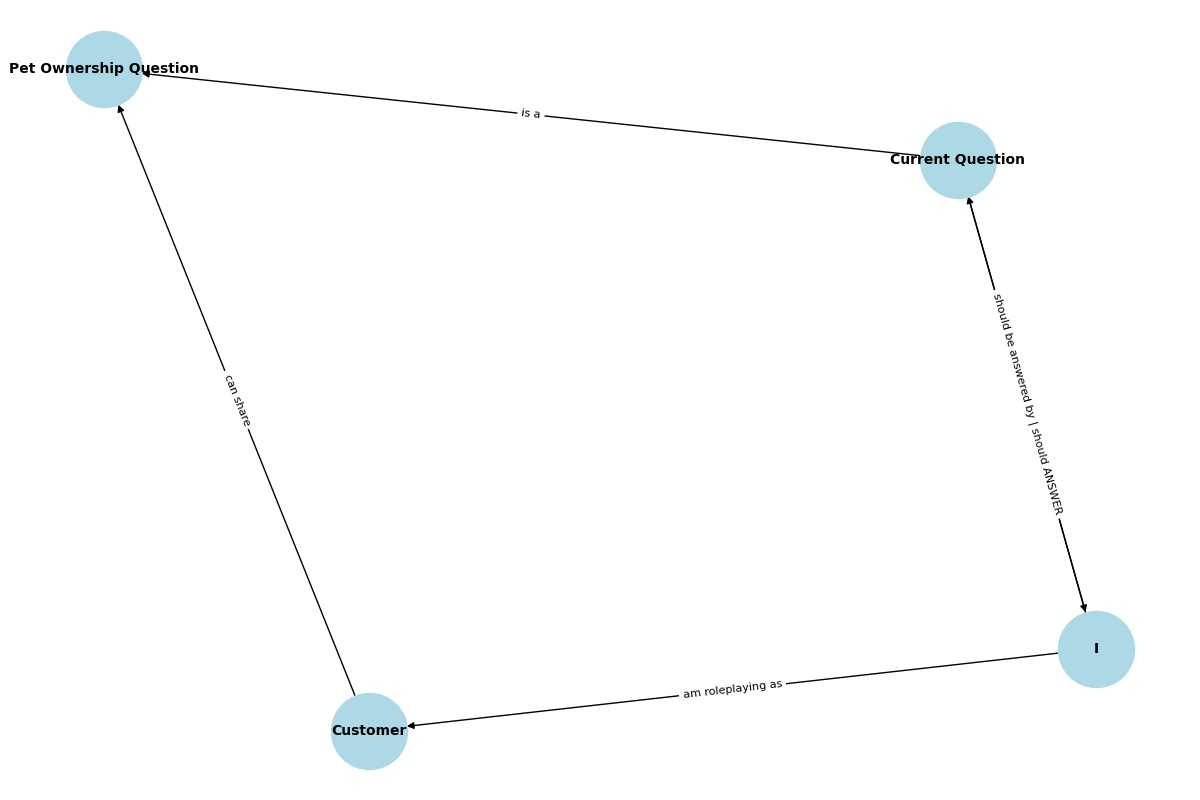 Pet Ownership Question
is a
Current Question
should be answered by | should ANSWER
can share
I
am roleplaying as
Customer